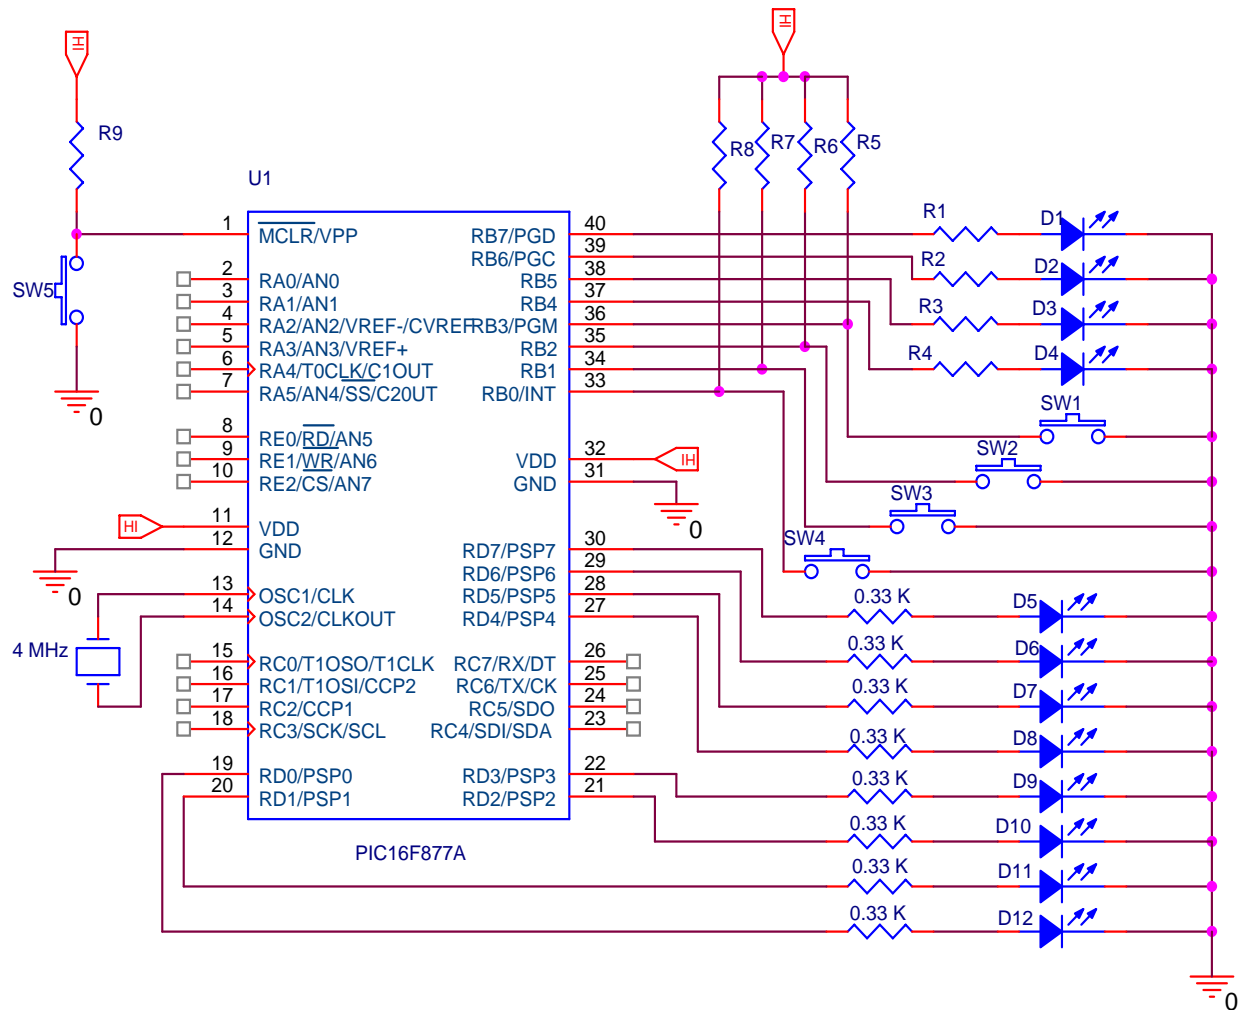 HI
HI
R9
R8
R7
R6
R5
U1
1
MCLR/VPP
RB7/PGD
40
R1
D1
RB6/PGC
39
2
RA0/AN0
RB5
38
R2
D2
3
RA1/AN1
RB4
37
SW5
4
RA2/AN2/VREF-/CVREF
RB3/PGM
36
R3
D3
5
RA3/AN3/VREF+
RB2
35
6
RA4/T0CLK/C1OUT
RB1
34
R4
D4
7
RA5/AN4/SS/C20UT
RB0/INT
33
0
SW1
8
RE0/RD/AN5
9
RE1/WR/AN6
VDD
32
HI
SW2
10
RE2/CS/AN7
GND
31
0
SW3
HI
11
VDD
12
GND
RD7/PSP7
30
SW4
0
RD6/PSP6
29
13
OSC1/CLK
RD5/PSP5
28
0.33 K
D5
14
OSC2/CLKOUT
RD4/PSP4
27
4 MHz
15
RC0/T1OSO/T1CLK
RC7/RX/DT
26
0.33 K
D6
16
RC1/T1OSI/CCP2
RC6/TX/CK
25
17
RC2/CCP1
RC5/SDO
24
0.33 K
D7
18
RC3/SCK/SCL
RC4/SDI/SDA
23
0.33 K
D8
19
RD0/PSP0
RD3/PSP3
22
20
RD1/PSP1
RD2/PSP2
21
0.33 K
D9
0.33 K
D10
PIC16F877A
0.33 K
D11
0.33 K
D12
0